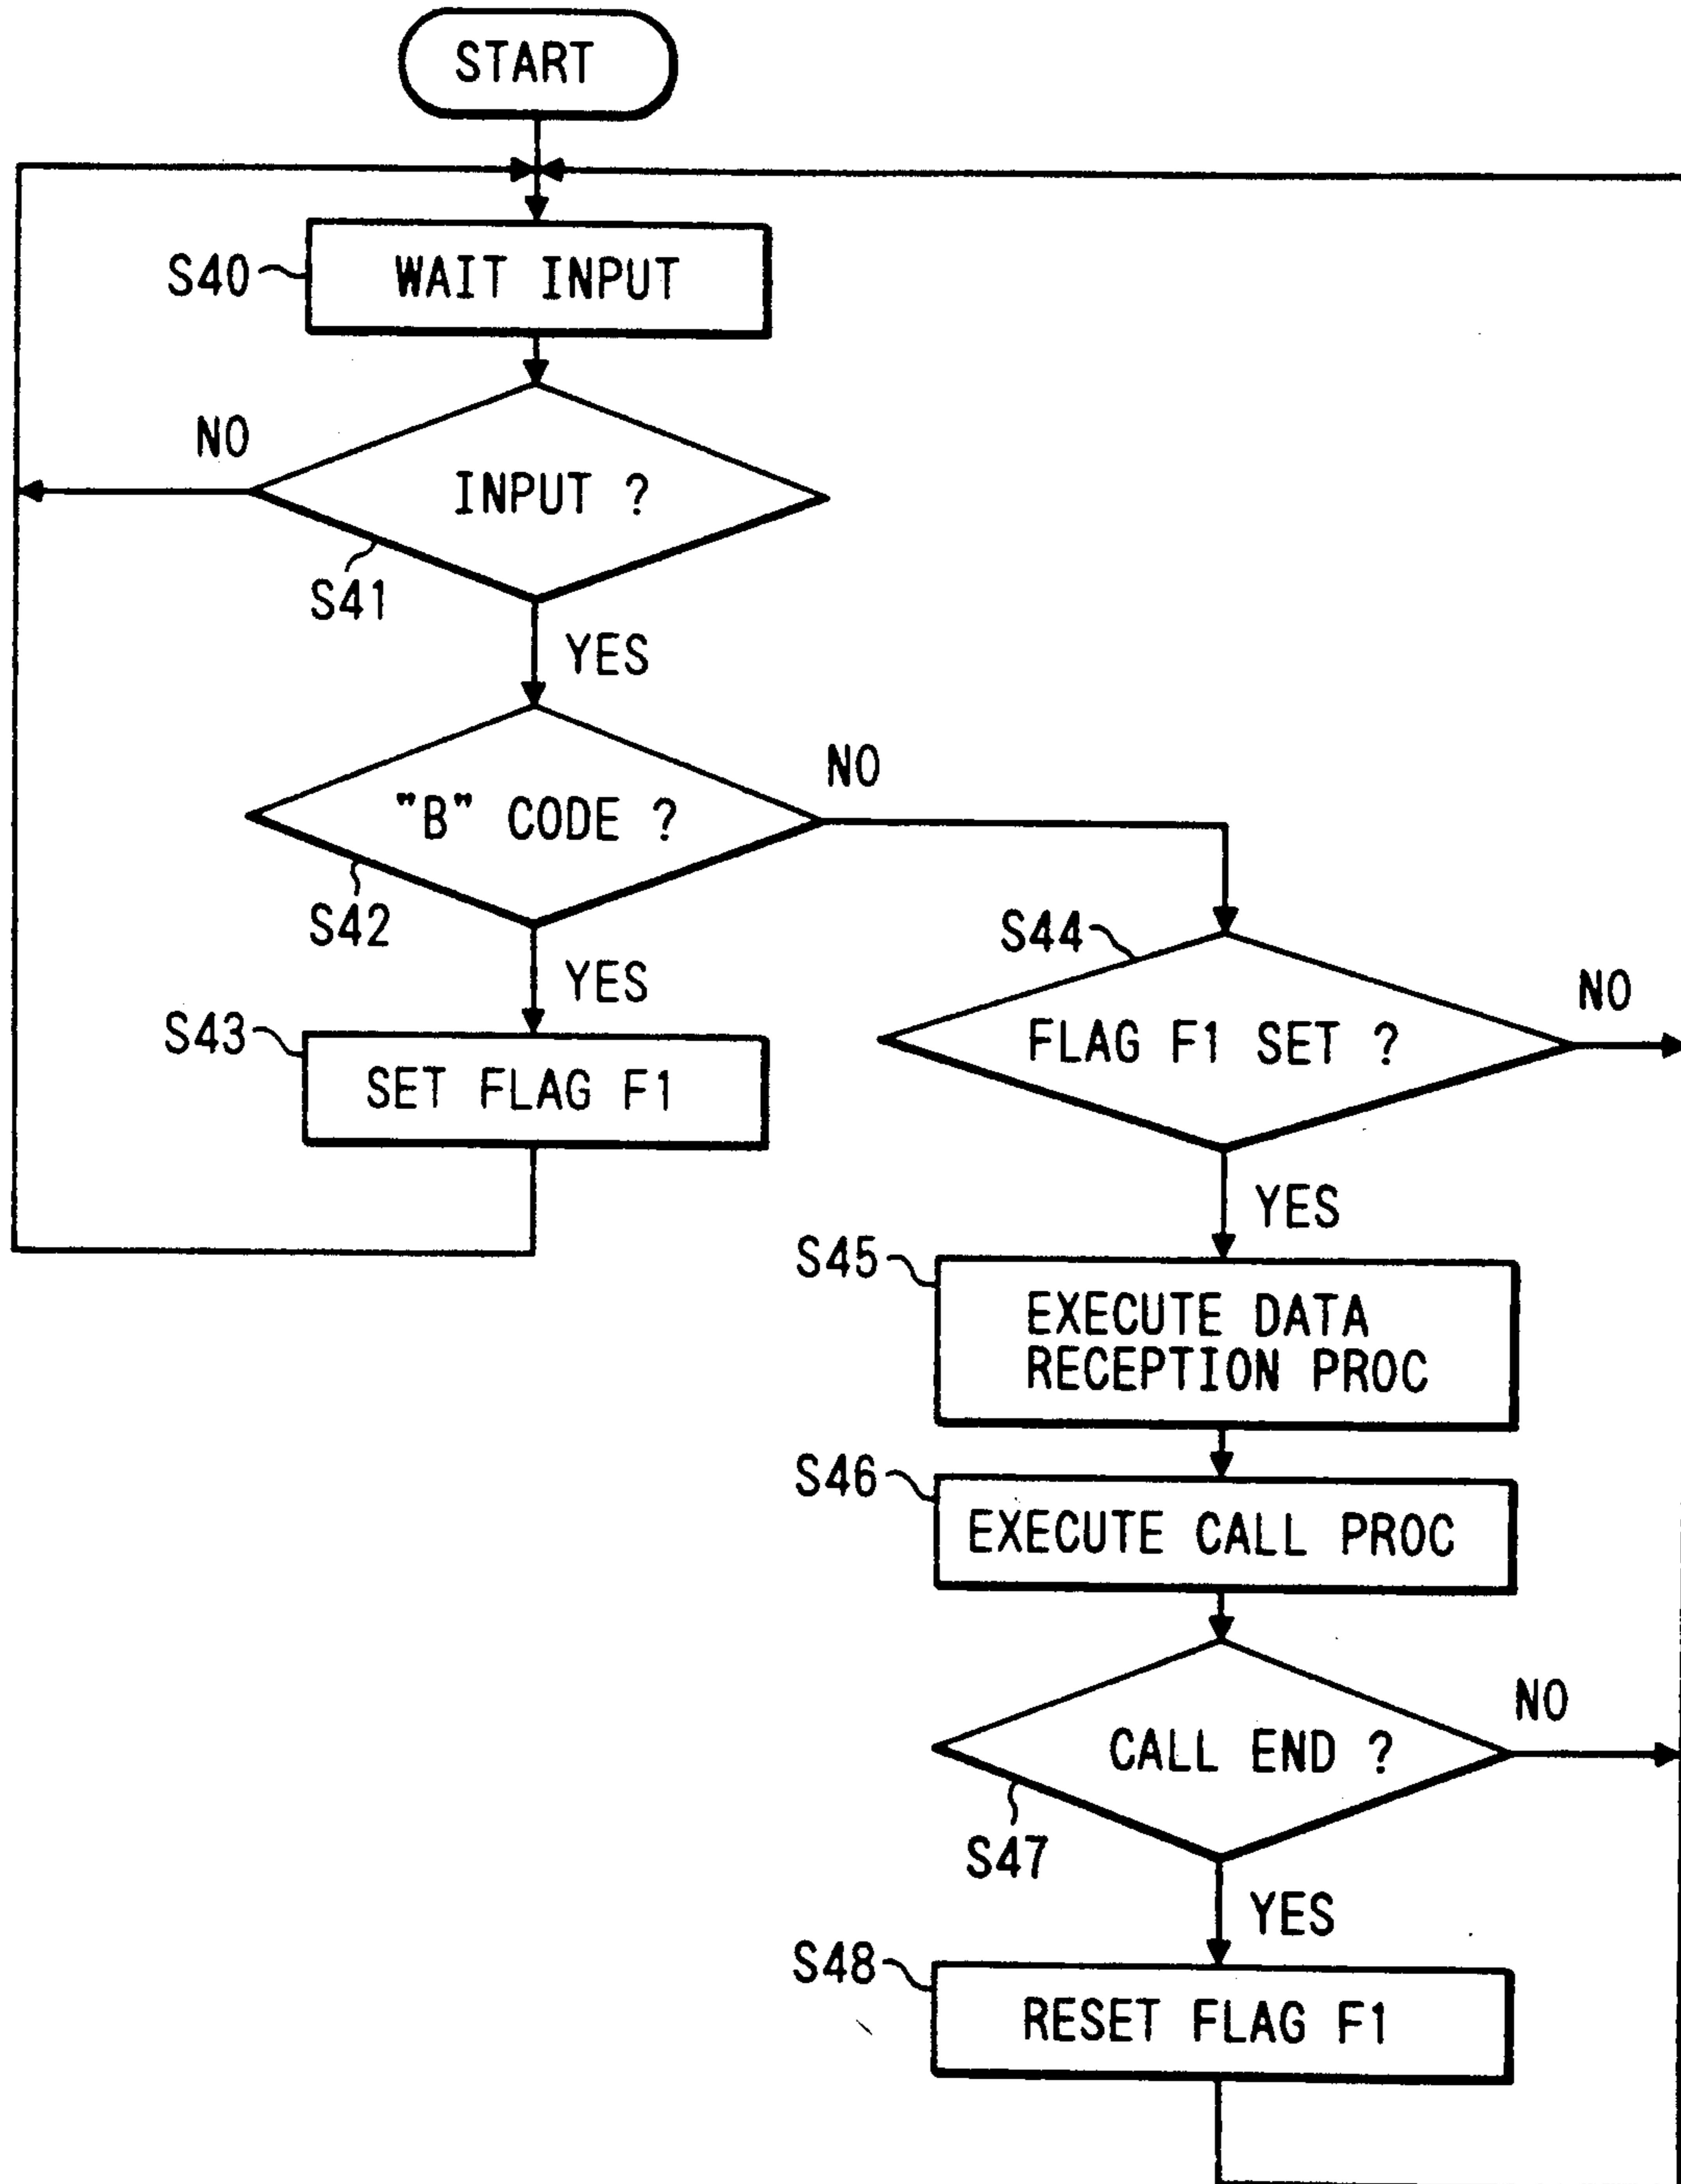 START
S40
WAIT INPUT
NO
INPUT ?
S41
YES
NO
"B" CODE ?
S42
YES
S43
SET FLAG F1
S44
NO
FLAG F1 SET ?
YES
S45
EXECUTE DATA
RECEPTION PROC
S46
EXECUTE CALL PROC
NO
CALL END ?
S47
YES
S48
RESET FLAG F1